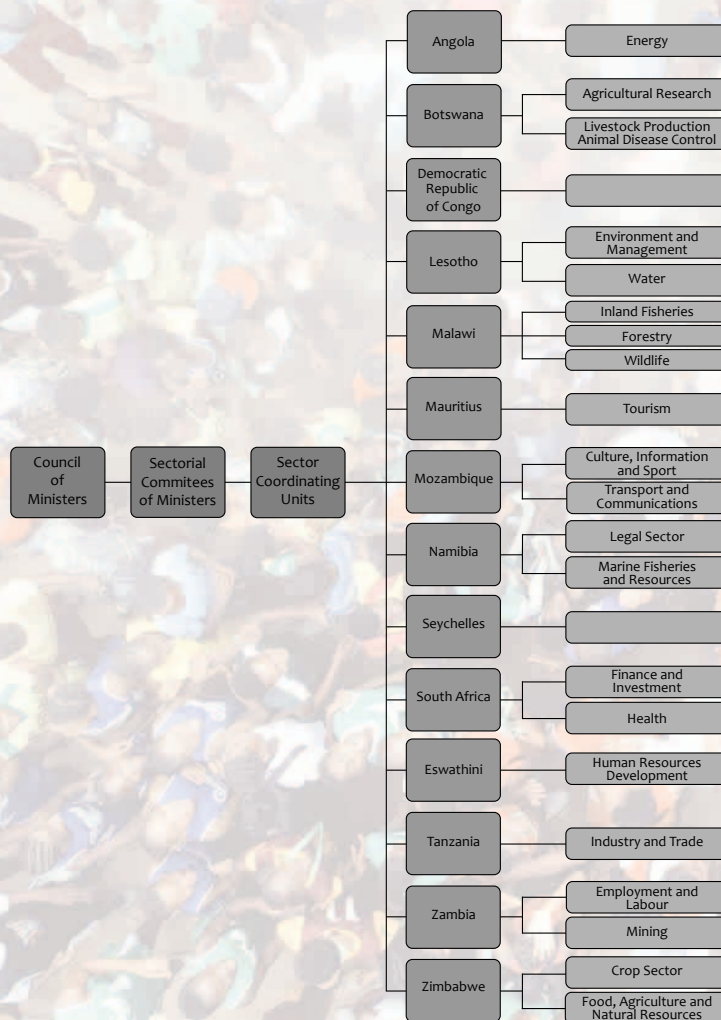 Council
of
Ministers
Sectorial
Commitees
of Ministers
Sector
Coordinating
Units
Angola
Energy
Botswana
Agricultural Research
Livestock Production
Animal Disease Control
Democratic
Republic
of Congo
Lesotho
Environment and
Management
Water
Malawi
Inland Fisheries
Forestry
Wildlife
Mauritius
Tourism
Mozambique
Culture, Information
and Sport
Transport and
Communications
Namibia
Legal Sector
Marine Fisheries
and Resources
Seychelles
South Africa
Finance and
Investment
Health
Eswathini
Human Resources
Development
Tanzania
Industry and Trade
Zambia
Employment and
Labour
Mining
Zimbabwe
Crop Sector
Food, Agriculture and
Natural Resources